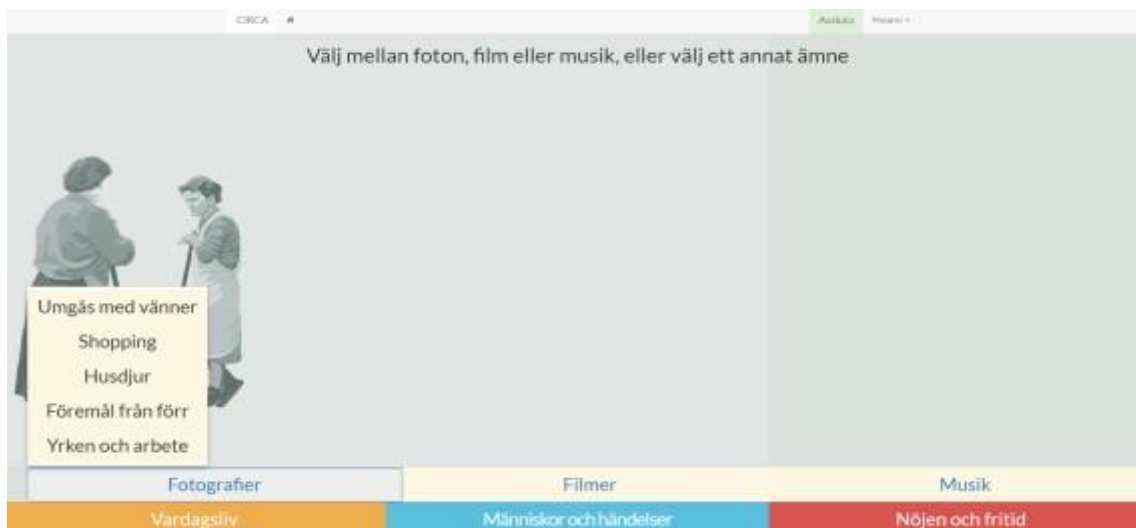 CIRCA
Avsluta
Välj mellan foton, film eller musik, eller välj ett annat ämne
Umgås med vänner
Shopping
Husdjur
Föremål från förr
Yrken och arbete
Fotografier
Filmer
Musik
Vardagsliv
Människor och händelser
Nöjen och fritid